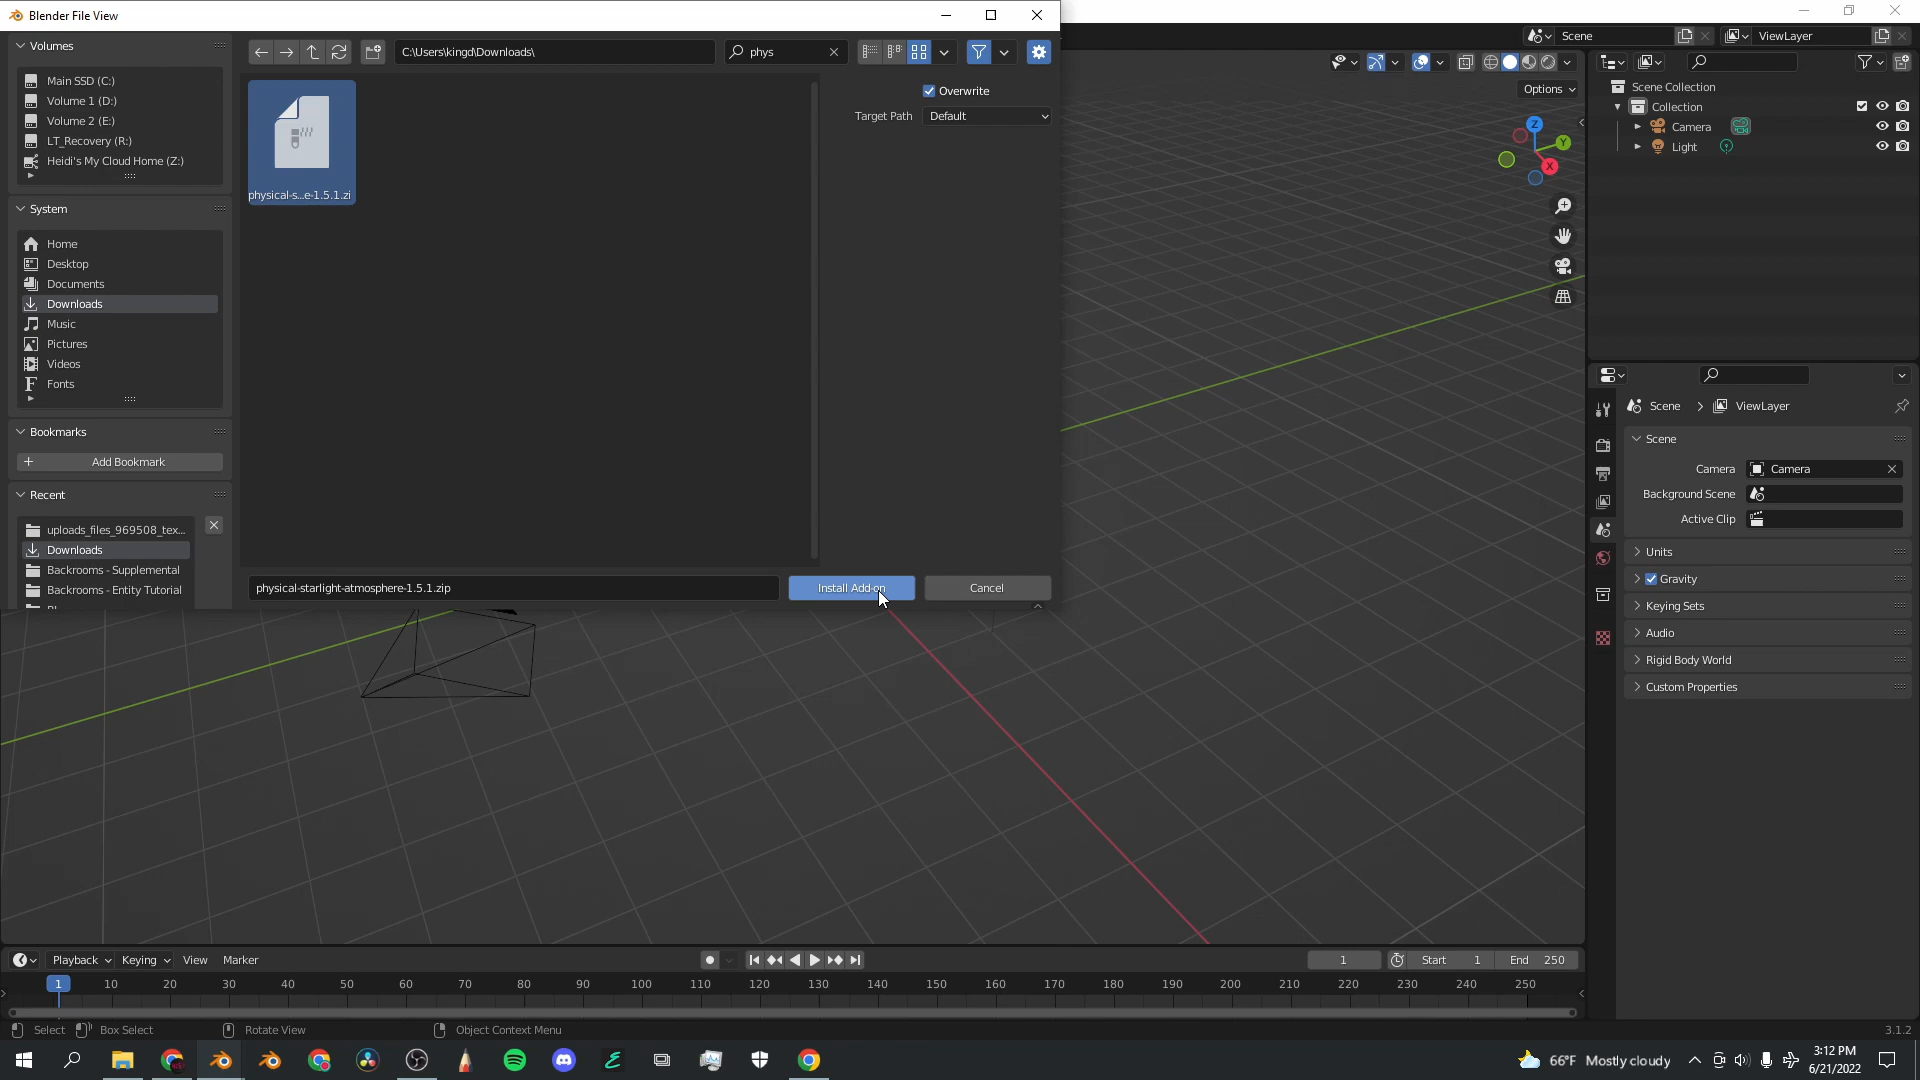 Blender File View
Volumes
Main SSD (C:)
Volume 1 (D:)
Volume 2 (E:)
LT_Recovery (R:)
Heidi's My Cloud Home (Z:)
System
Home
Desktop
Documents
Downloads
Music
Pictures
Videos
Fonts
Bookmarks
Add Bookmark
Recent
uploads_files_969508_tex...
Downloads
Backrooms - Supplemental
Backrooms - Entity Tutorial
C:\Users\kingd\Downloads\
phys
physical-s...e-1.5.1.zi
Overwrite
Target Path Default
physical-starlight-atmosphere-1.5.1.zip
Install Add-on
Cancel
Scene
ViewLayer
Options
Z
Y
X
Scene Collection
Collection
Camera
Light
Scene > ViewLayer
Scene
Camera Camera
Background Scene
Active Clip
Units
Gravity
Keying Sets
Audio
Rigid Body World
Custom Properties
Playback Keying View Marker
1 Start 1 End 250
1 10 20 30 40 50 60 70 80 90 100 110 120 130 140 150 160 170 180 190 200 210 220 230 240 250
Select Box Select Rotate View Object Context Menu
3.1.2
66°F Mostly cloudy
3:12 PM
6/21/2022